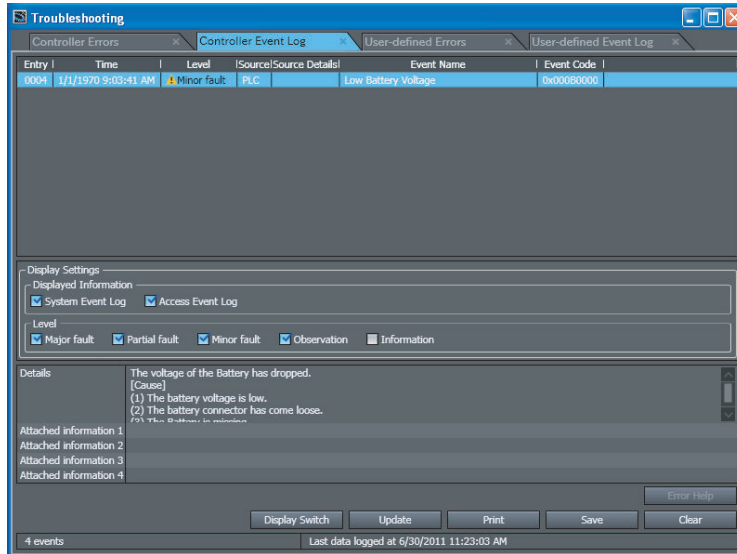 Troubleshooting
Controller Errors × Controller Event Log × User-defined Errors × User-defined Event Log ×
Entry | Time | Level |Source|Source Details| Event Name | Event Code |
0004 1/1/1970 9:03:41 AM Minor fault PLC Low Battery Voltage 0x000B0000
Display Settings
Displayed Information
System Event Log Access Event Log
Level
Major fault Partial fault Minor fault Observation Information
Details The voltage of the Battery has dropped.
[Cause]
(1) The battery voltage is low.
(2) The battery connector has come loose.
(3) The Battery is missing
Attached information 1
Attached information 2
Attached information 3
Attached information 4
Error Help
Display Switch Update Print Save Clear
4 events Last data logged at 6/30/2011 11:23:03 AM